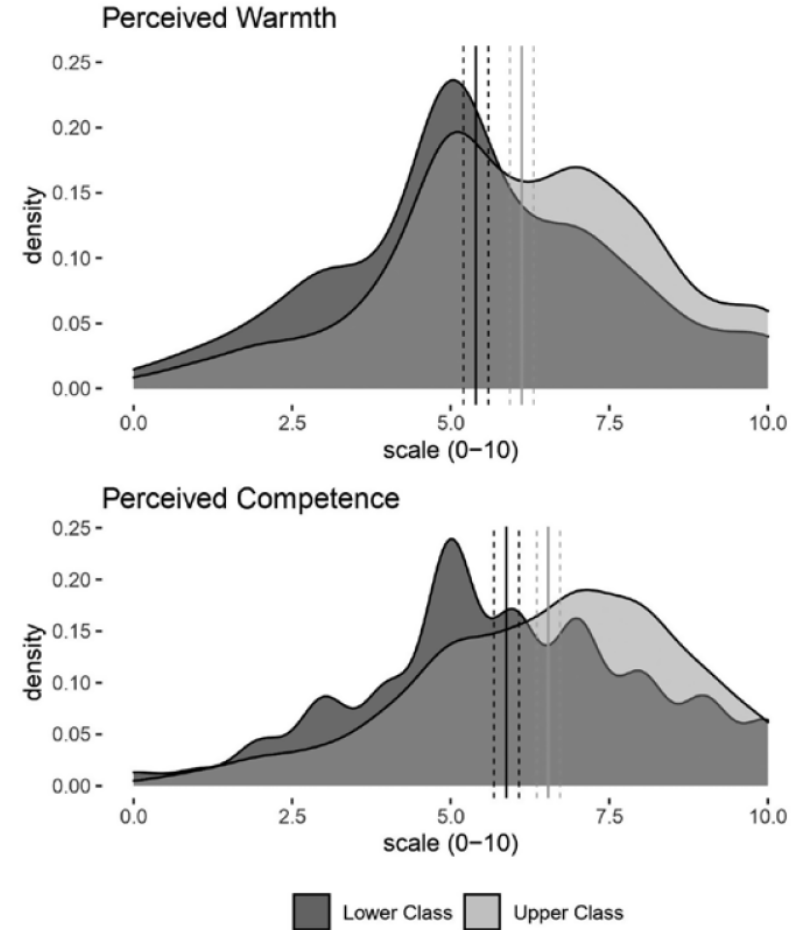 Perceived Warmth
0.25
0.20
0.15
0.10
0.05
0.00
density
0.0 2.5 5.0 7.5 10.0
scale (0−10)
Perceived Competence
0.25
0.20
0.15
0.10
0.05
0.00
density
0.0 2.5 5.0 7.5 10.0
scale (0−10)
Lower Class Upper Class